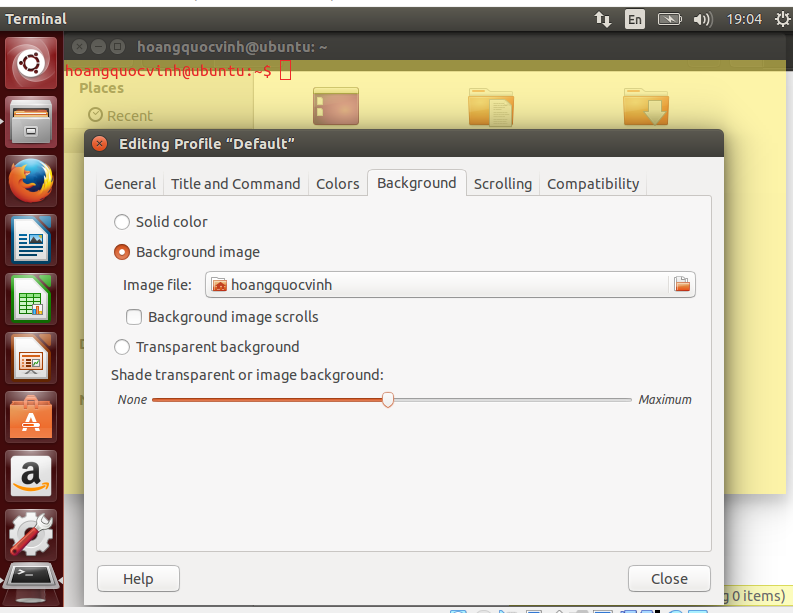 Terminal En 19:04
hoangquocvinh@ubuntu: ~
hoangquocvinh@ubuntu:~$
Places
Recent
Editing Profile “Default”
General Title and Command Colors Background Scrolling Compatibility
Solid color
Background image
Image file: hoangquocvinh
Background image scrolls
Transparent background
Shade transparent or image background:
None Maximum
Help Close
0 items)